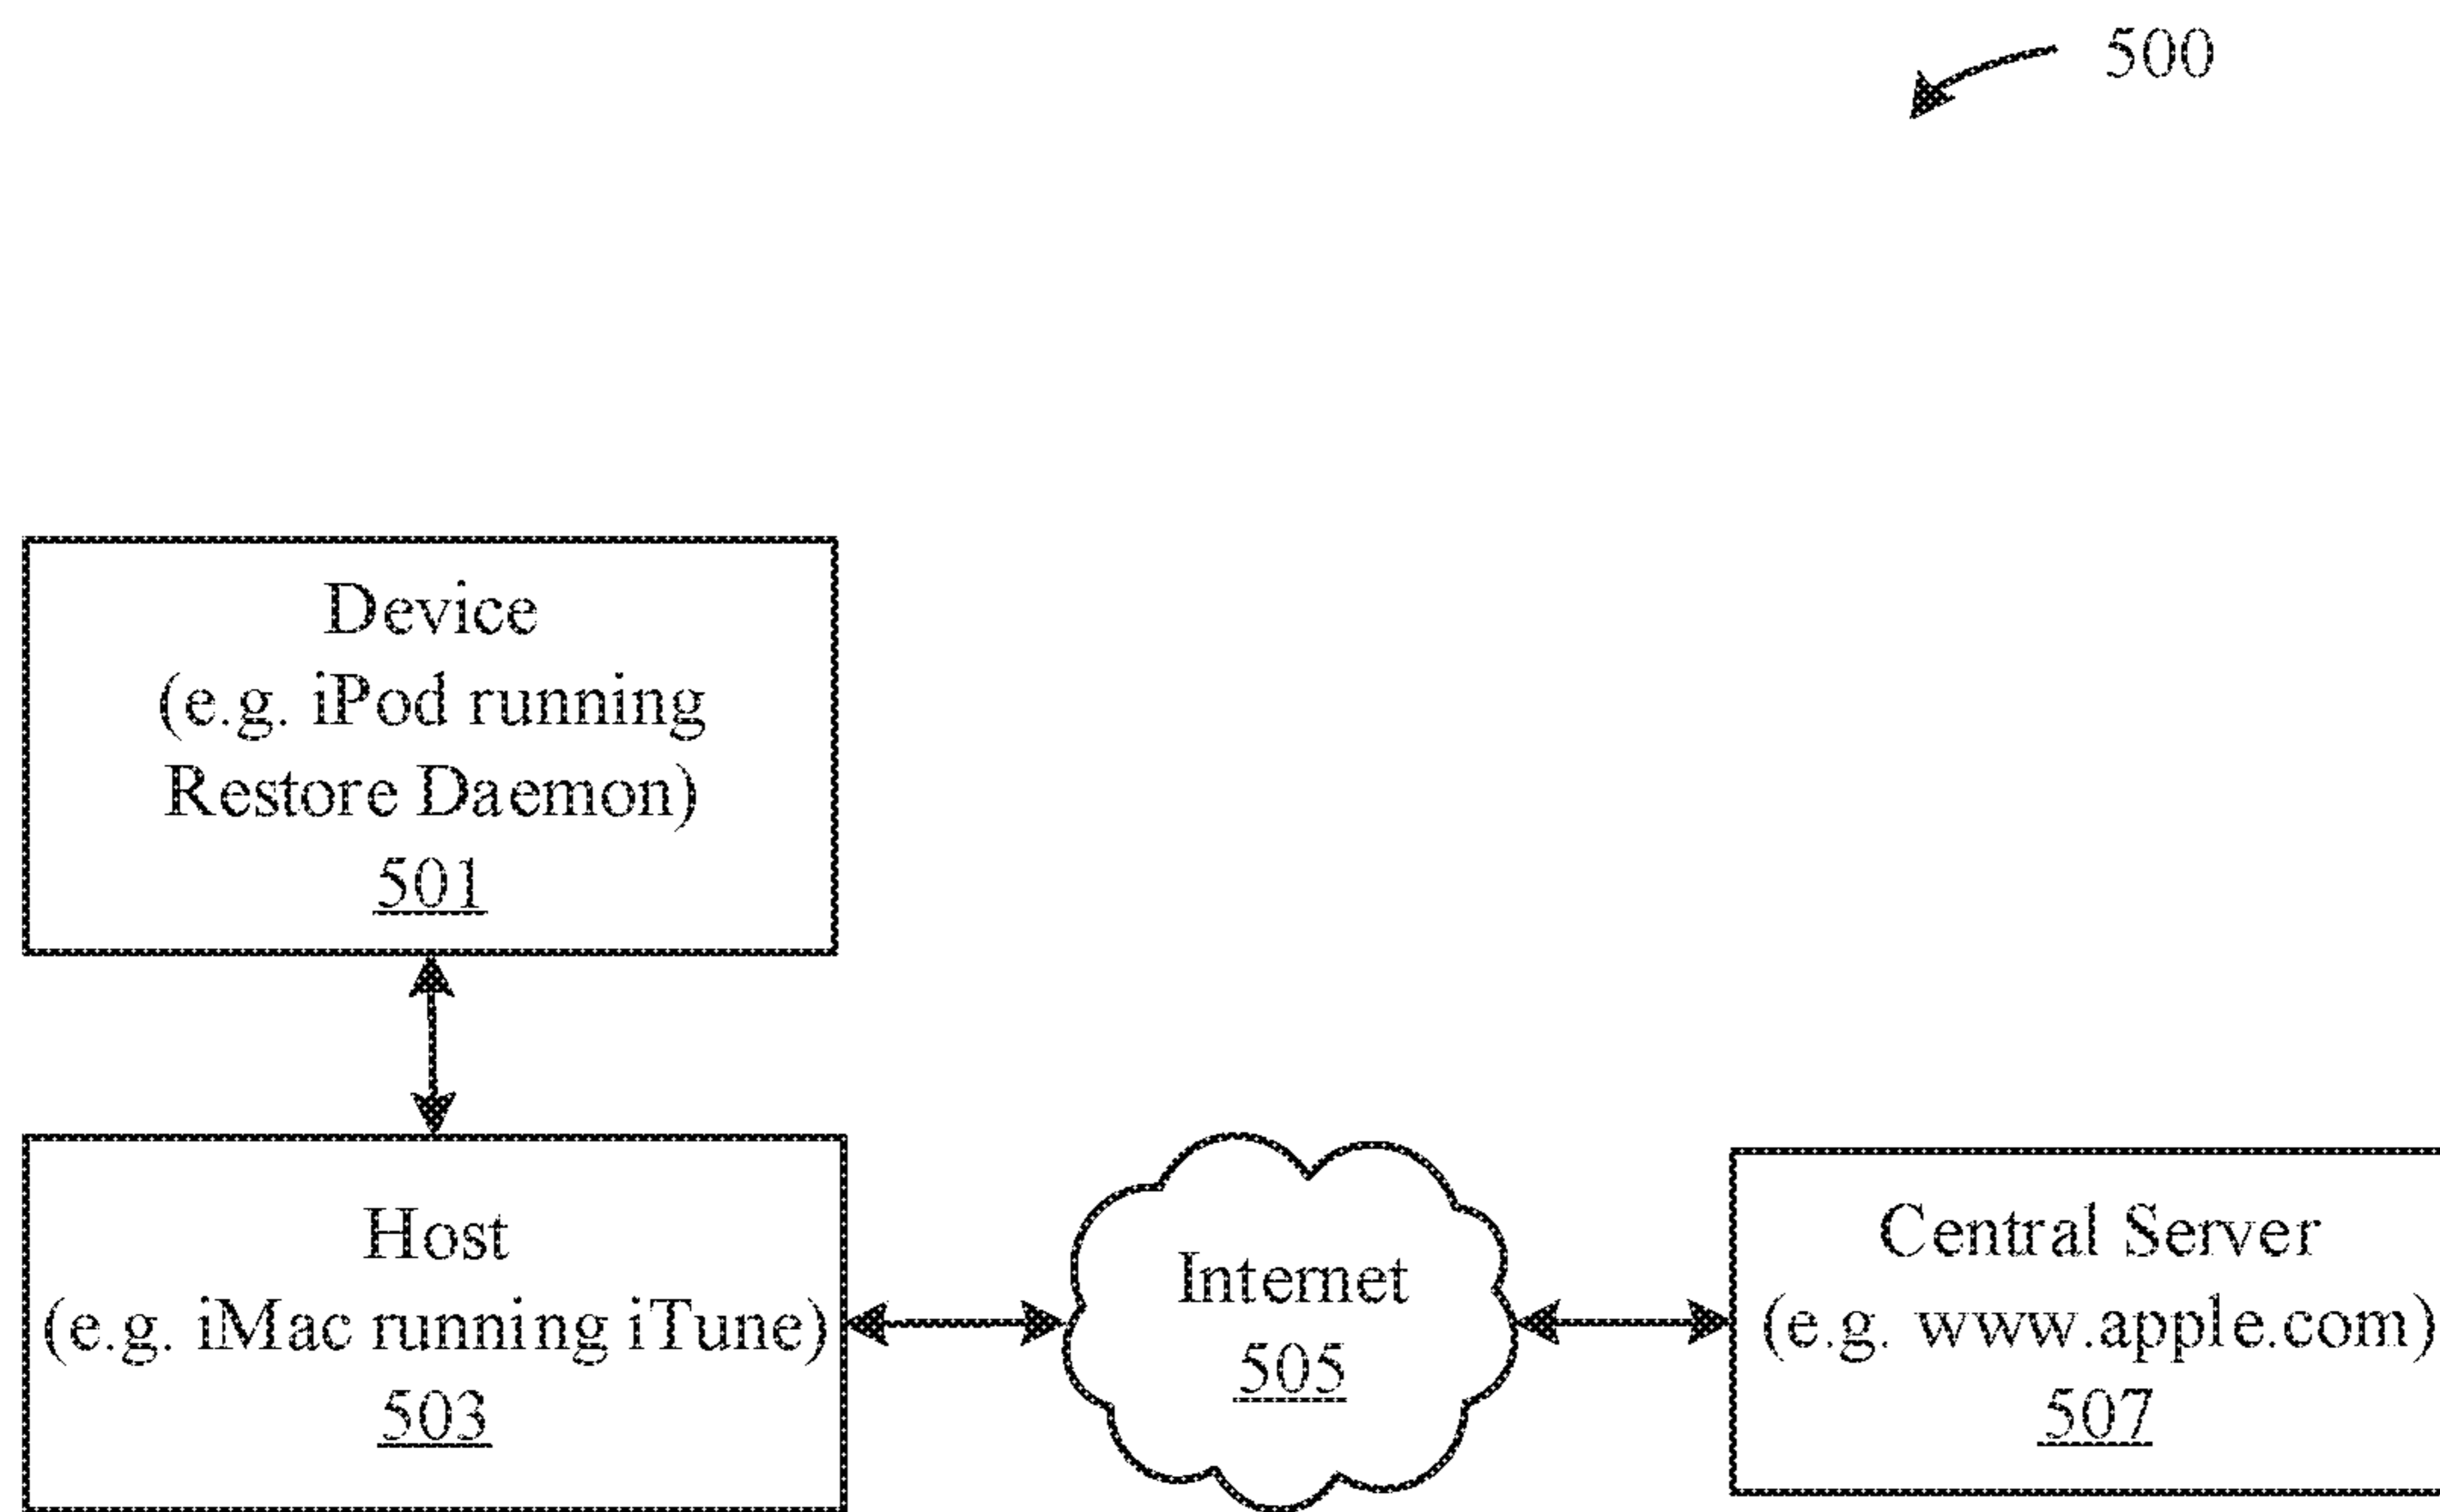 500
Device
(e.g. iPod running
Restore Daemon)
501
Host
(e.g. iMac running iTune)
503
Internet
505
Central Server
(e.g. www.apple.com)
507